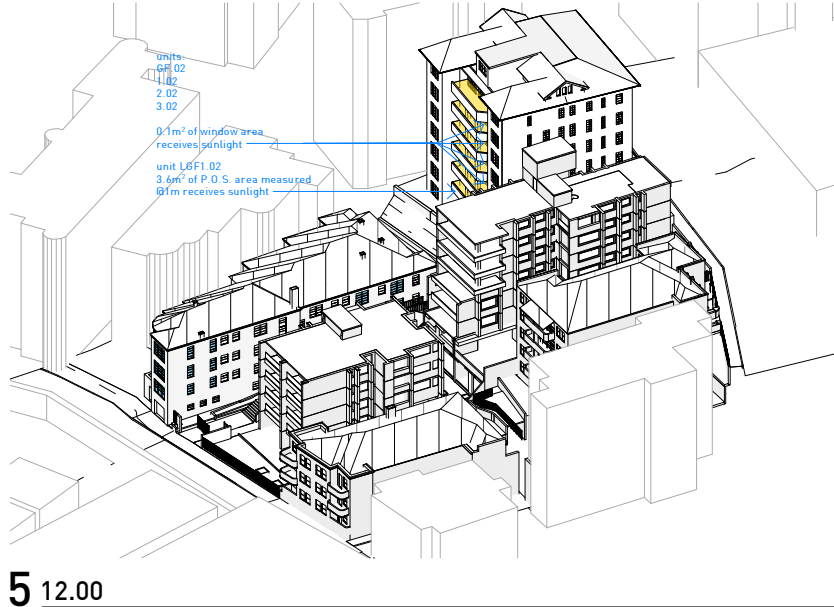 units:
GF.02
1.02
2.02
3.02
0.1m² of window area
receives sunlight
unit LGF1.02
3.6m² of P.O.S. area measured
@1m receives sunlight
5 12.00